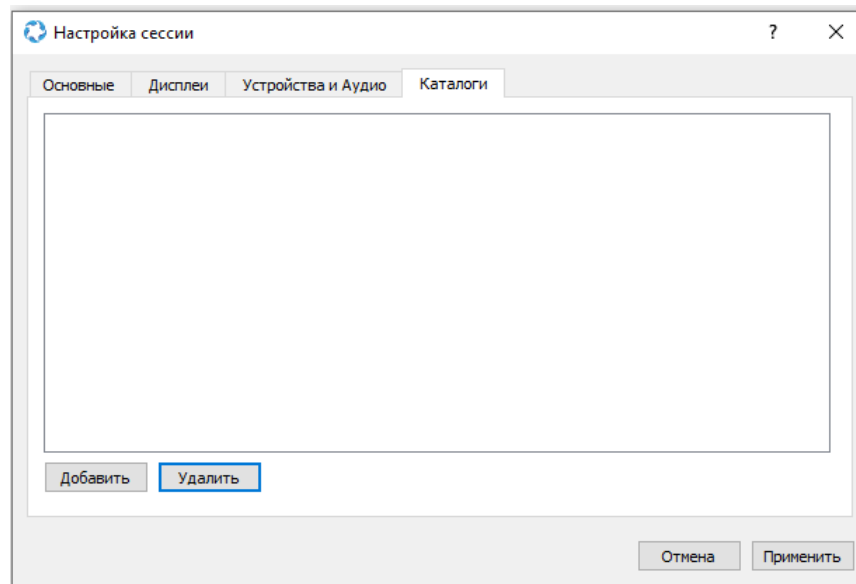 Настройка сессии ?
Основные Дисплеи Устройства и Аудио Каталоги
Добавить Удалить
Отмена Применить